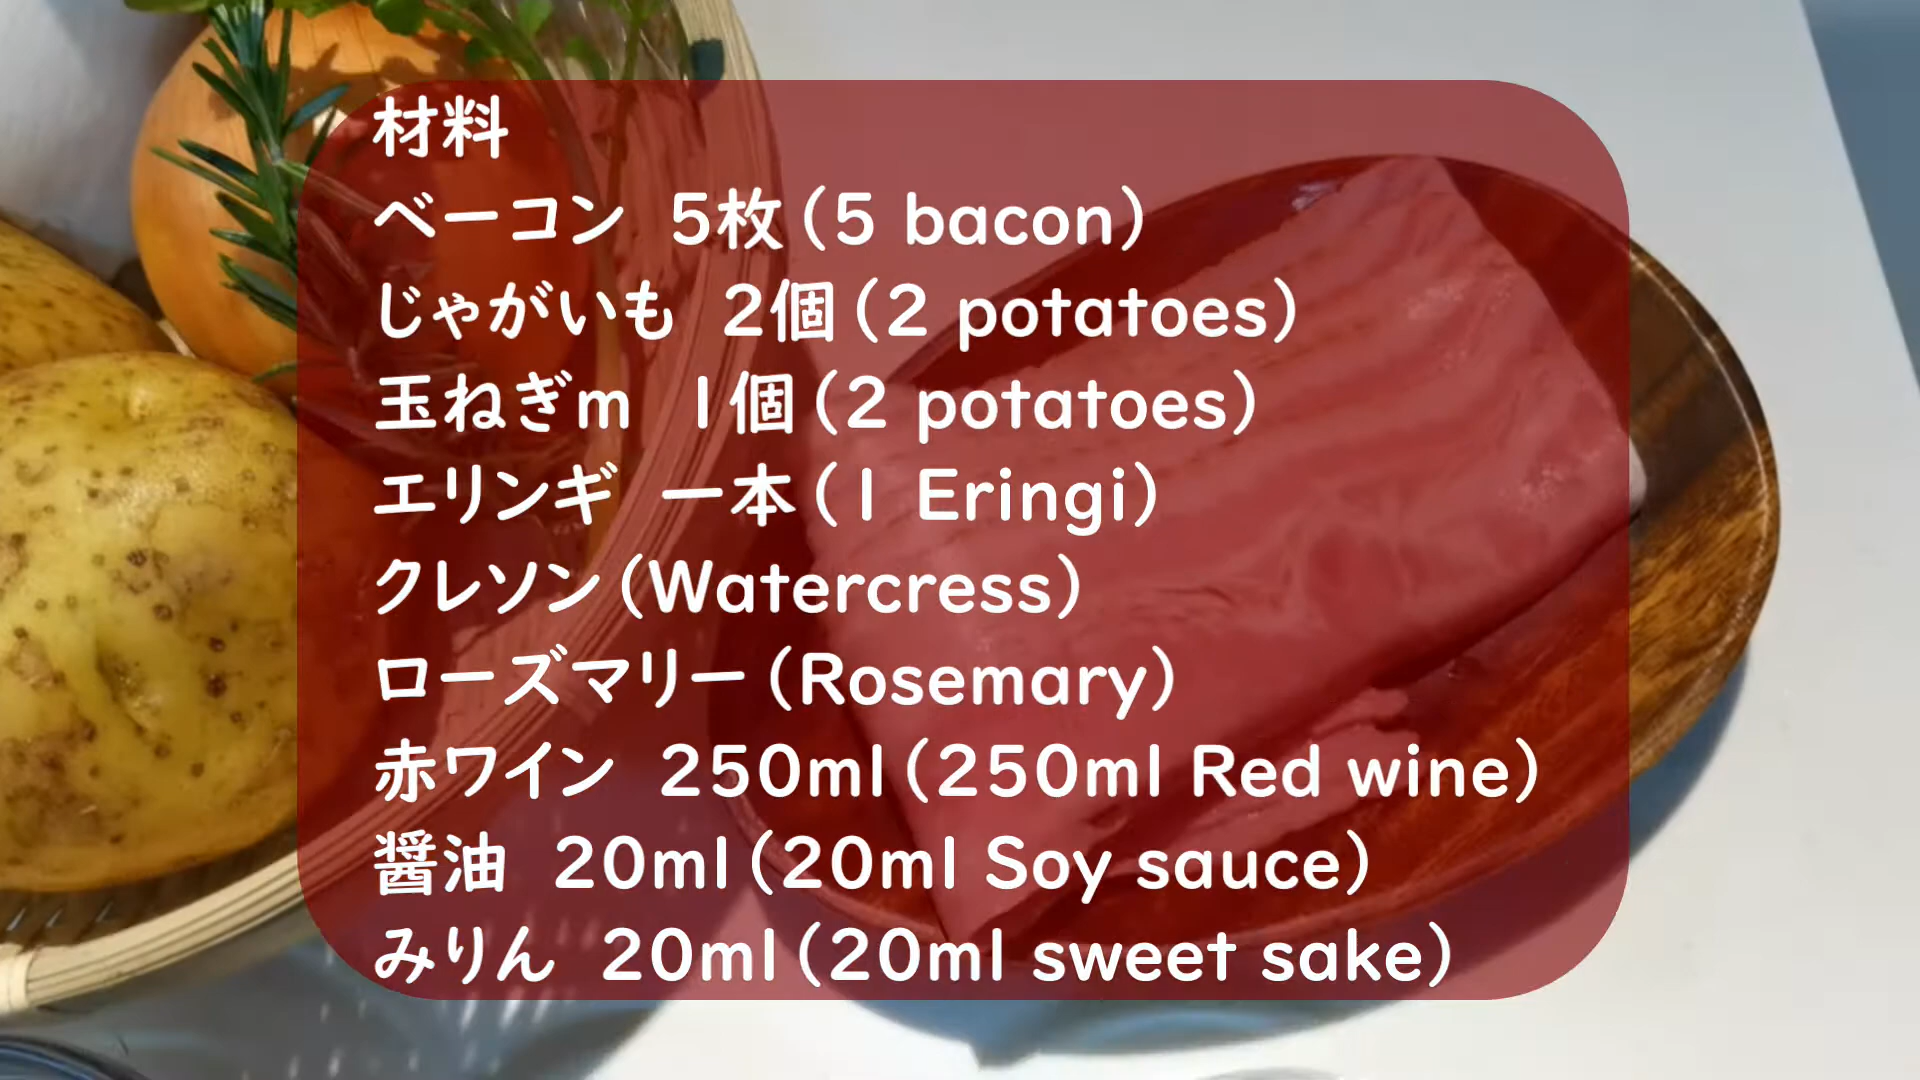 材料
ベーコン 5枚(5 bacon)
じゃがいも 2個(2 potatoes)
玉ねぎm 1個(2 potatoes)
エリンギ 一本(1 Eringi)
クレソン(Watercress)
ローズマリー(Rosemary)
赤ワイン 250ml(250ml Red wine)
醤油 20ml(20ml Soy sauce)
みりん 20ml(20ml sweet sake)